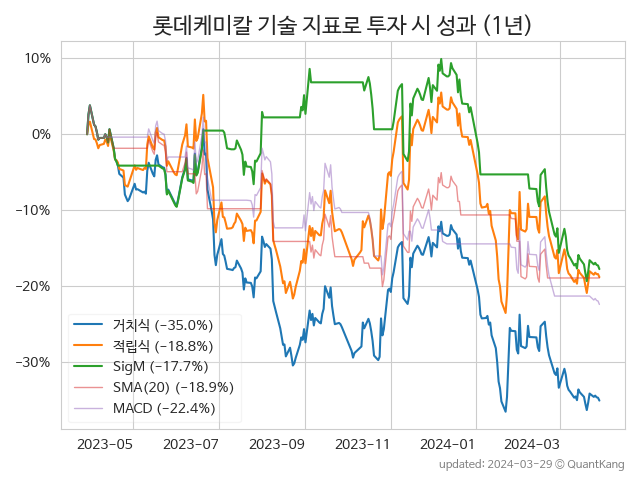 롯데케미칼 기술 지표로 투자 시 성과 (1년)
10%
0%
−10%
−20%
−30%
거치식 (−35.0%)
적립식 (−18.8%)
SigM (−17.7%)
SMA(20) (−18.9%)
MACD (−22.4%)
2023-05 2023-07 2023-09 2023-11 2024-01 2024-03
updated: 2024-03-29 © QuantKang